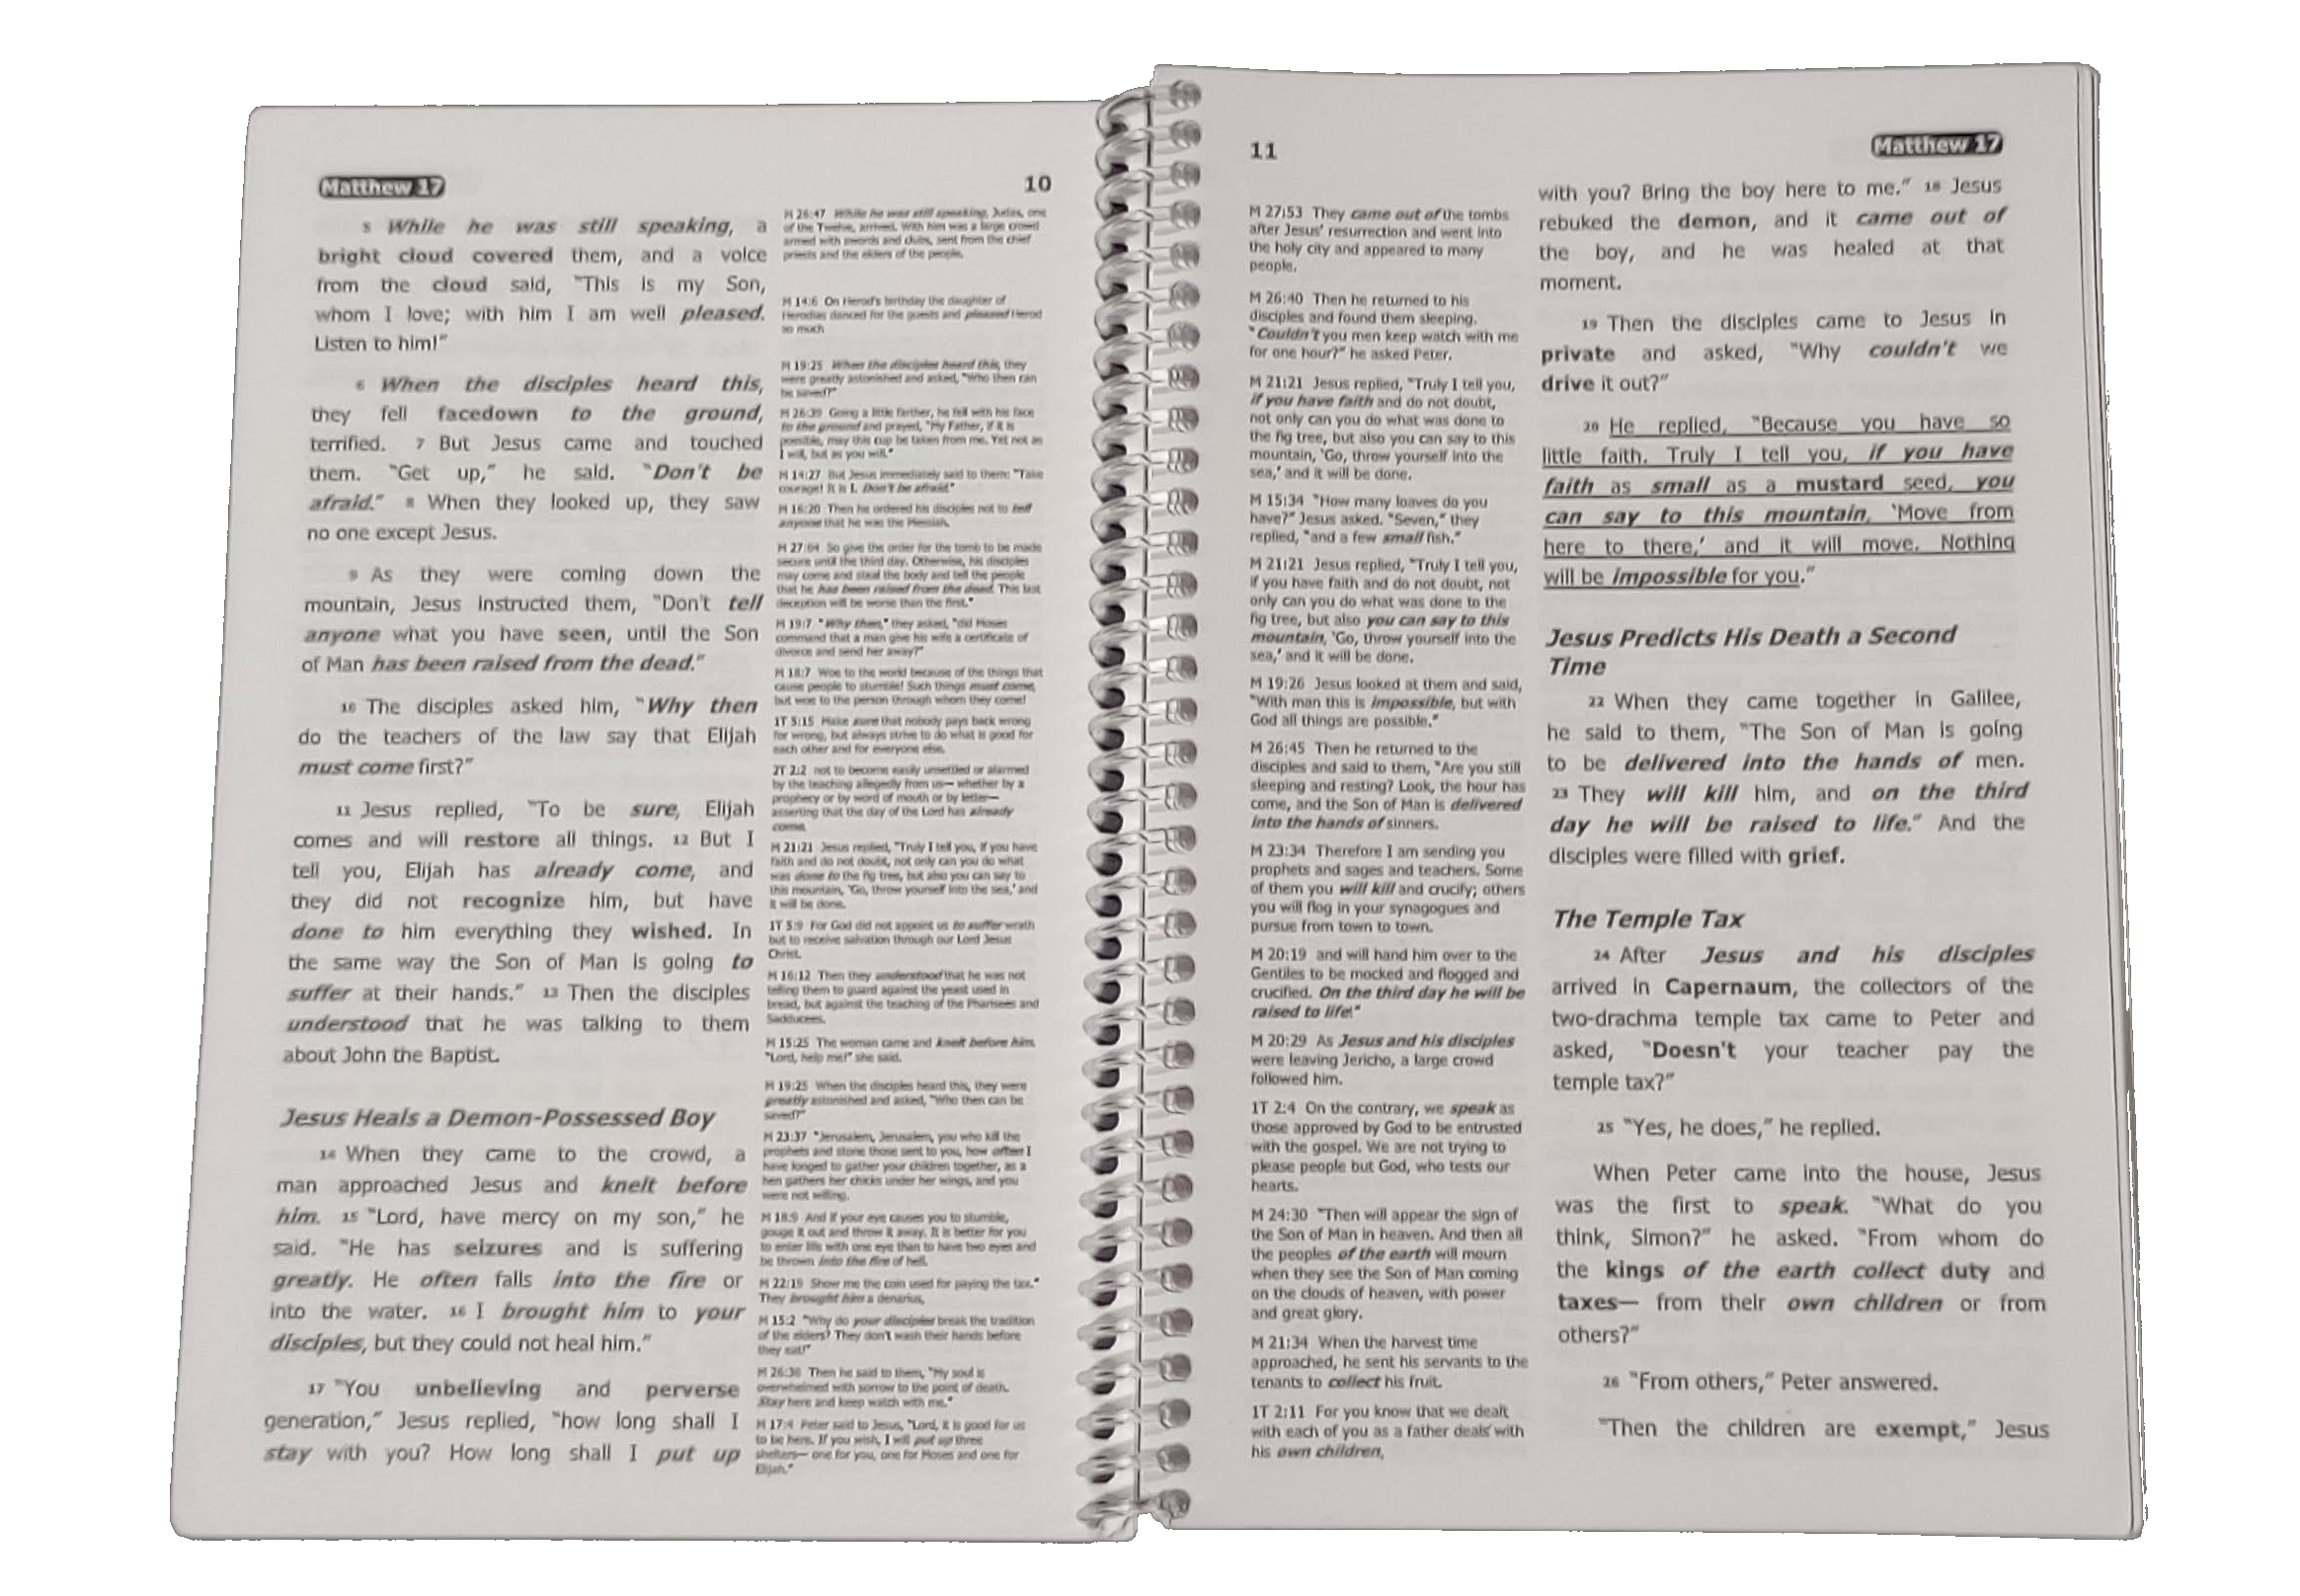 Matthew 17
10
5 While he was still speaking, a
bright cloud covered them, and a voice
from the cloud said, "This is my Son,
whom I love; with him I am well pleased.
Listen to him!"
6 When the disciples heard this,
they fell facedown to the ground,
terrified. 7 But Jesus came and touched
them. "Get up," he said. "Don't be
afraid." 8 When they looked up, they saw
no one except Jesus.
9 As they were coming down the
mountain, Jesus instructed them, "Don't tell
anyone what you have seen, until the Son
of Man has been raised from the dead."
10 The disciples asked him, "Why then
do the teachers of the law say that Elijah
must come first?"
11 Jesus replied, "To be sure, Elijah
comes and will restore all things. 12 But I
tell you, Elijah has already come, and
they did not recognize him, but have
done to him everything they wished. In
the same way the Son of Man is going to
suffer at their hands." 13 Then the disciples
understood that he was talking to them
about John the Baptist.
Jesus Heals a Demon-Possessed Boy
14 When they came to the crowd, a
man approached Jesus and knelt before
him. 15 "Lord, have mercy on my son," he
said. "He has seizures and is suffering
greatly. He often falls into the fire or
into the water. 16 I brought him to your
disciples, but they could not heal him."
17 "You unbelieving and perverse
generation," Jesus replied, "how long shall I
stay with you? How long shall I put up
M 26:47 While he was still speaking, Judas, one
of the Twelve, arrived. With him was a large crowd
armed with swords and clubs, sent from the chief
priests and the elders of the people.
M 14:6 On Herod's birthday the daughter of
Herodias danced for the guests and pleased Herod
so much
M 19:25 When the disciples heard this, they
were greatly astonished and asked, "Who then can
be saved?"
M 26:39 Going a little farther, he fell with his face
to the ground and prayed, "My Father, if it is
possible, may this cup be taken from me. Yet not as
I will, but as you will."
M 14:27 But Jesus immediately said to them: "Take
courage! It is I. Don't be afraid."
M 16:20 Then he ordered his disciples not to tell
anyone that he was the Messiah.
M 27:64 So give the order for the tomb to be made
secure until the third day. Otherwise, his disciples
may come and steal the body and tell the people
that he has been raised from the dead. This last
deception will be worse than the first."
M 19:7 "Why then," they asked, "did Moses
command that a man give his wife a certificate of
divorce and send her away?"
M 18:7 Woe to the world because of the things that
cause people to stumble! Such things must come,
but woe to the person through whom they come!
1T 5:15 Make sure that nobody pays back wrong
for wrong, but always strive to do what is good for
each other and for everyone else.
2T 2:2 not to become easily unsettled or alarmed
by the teaching allegedly from us— whether by a
prophecy or by word of mouth or by letter—
asserting that the day of the Lord has already
come.
M 21:21 Jesus replied, "Truly I tell you, if you have
faith and do not doubt, not only can you do what
was done to the fig tree, but also you can say to
this mountain, 'Go, throw yourself into the sea,' and
it will be done.
1T 5:9 For God did not appoint us to suffer wrath
but to receive salvation through our Lord Jesus
Christ.
M 16:12 Then they understood that he was not
telling them to guard against the yeast used in
bread, but against the teaching of the Pharisees and
Sadducees.
M 15:25 The woman came and knelt before him.
"Lord, help me!" she said.
M 19:25 When the disciples heard this, they were
greatly astonished and asked, "Who then can be
saved?"
M 23:37 "Jerusalem, Jerusalem, you who kill the
prophets and stone those sent to you, how often I
have longed to gather your children together, as a
hen gathers her chicks under her wings, and you
were not willing.
M 18:9 And if your eye causes you to stumble,
gouge it out and throw it away. It is better for you
to enter life with one eye than to have two eyes and
be thrown into the fire of hell.
M 22:19 Show me the coin used for paying the tax."
They brought him a denarius,
M 15:2 "Why do your disciples break the tradition
of the elders? They don't wash their hands before
they eat!"
M 26:38 Then he said to them, "My soul is
overwhelmed with sorrow to the point of death.
Stay here and keep watch with me."
M 17:4 Peter said to Jesus, "Lord, it is good for us
to be here. If you wish, I will put up three
shelters— one for you, one for Moses and one for
Elijah."
11
Matthew 17
M 27:53 They came out of the tombs
after Jesus' resurrection and went into
the holy city and appeared to many
people.
M 26:40 Then he returned to his
disciples and found them sleeping.
"Couldn't you men keep watch with me
for one hour?" he asked Peter.
M 21:21 Jesus replied, "Truly I tell you,
if you have faith and do not doubt,
not only can you do what was done to
the fig tree, but also you can say to this
mountain, 'Go, throw yourself into the
sea,' and it will be done.
M 15:34 "How many loaves do you
have?" Jesus asked. "Seven," they
replied, "and a few small fish."
M 21:21 Jesus replied, "Truly I tell you,
if you have faith and do not doubt, not
only can you do what was done to the
fig tree, but also you can say to this
mountain, 'Go, throw yourself into the
sea,' and it will be done.
M 19:26 Jesus looked at them and said,
"With man this is impossible, but with
God all things are possible."
M 26:45 Then he returned to the
disciples and said to them, "Are you still
sleeping and resting? Look, the hour has
come, and the Son of Man is delivered
into the hands of sinners.
M 23:34 Therefore I am sending you
prophets and sages and teachers. Some
of them you will kill and crucify; others
you will flog in your synagogues and
pursue from town to town.
M 20:19 and will hand him over to the
Gentiles to be mocked and flogged and
crucified. On the third day he will be
raised to life!"
M 20:29 As Jesus and his disciples
were leaving Jericho, a large crowd
followed him.
1T 2:4 On the contrary, we speak as
those approved by God to be entrusted
with the gospel. We are not trying to
please people but God, who tests our
hearts.
M 24:30 "Then will appear the sign of
the Son of Man in heaven. And then all
the peoples of the earth will mourn
when they see the Son of Man coming
on the clouds of heaven, with power
and great glory.
M 21:34 When the harvest time
approached, he sent his servants to the
tenants to collect his fruit.
1T 2:11 For you know that we dealt
with each of you as a father deals with
his own children,
with you? Bring the boy here to me." 18 Jesus
rebuked the demon, and it came out of
the boy, and he was healed at that
moment.
19 Then the disciples came to Jesus in
private and asked, "Why couldn't we
drive it out?"
20 He replied, "Because you have so
little faith. Truly I tell you, if you have
faith as small as a mustard seed, you
can say to this mountain, 'Move from
here to there,' and it will move. Nothing
will be impossible for you."
Jesus Predicts His Death a Second
Time
22 When they came together in Galilee,
he said to them, "The Son of Man is going
to be delivered into the hands of men.
23 They will kill him, and on the third
day he will be raised to life." And the
disciples were filled with grief.
The Temple Tax
24 After Jesus and his disciples
arrived in Capernaum, the collectors of the
two-drachma temple tax came to Peter and
asked, "Doesn't your teacher pay the
temple tax?"
25 "Yes, he does," he replied.
When Peter came into the house, Jesus
was the first to speak. "What do you
think, Simon?" he asked. "From whom do
the kings of the earth collect duty and
taxes— from their own children or from
others?"
26 "From others," Peter answered.
"Then the children are exempt," Jesus